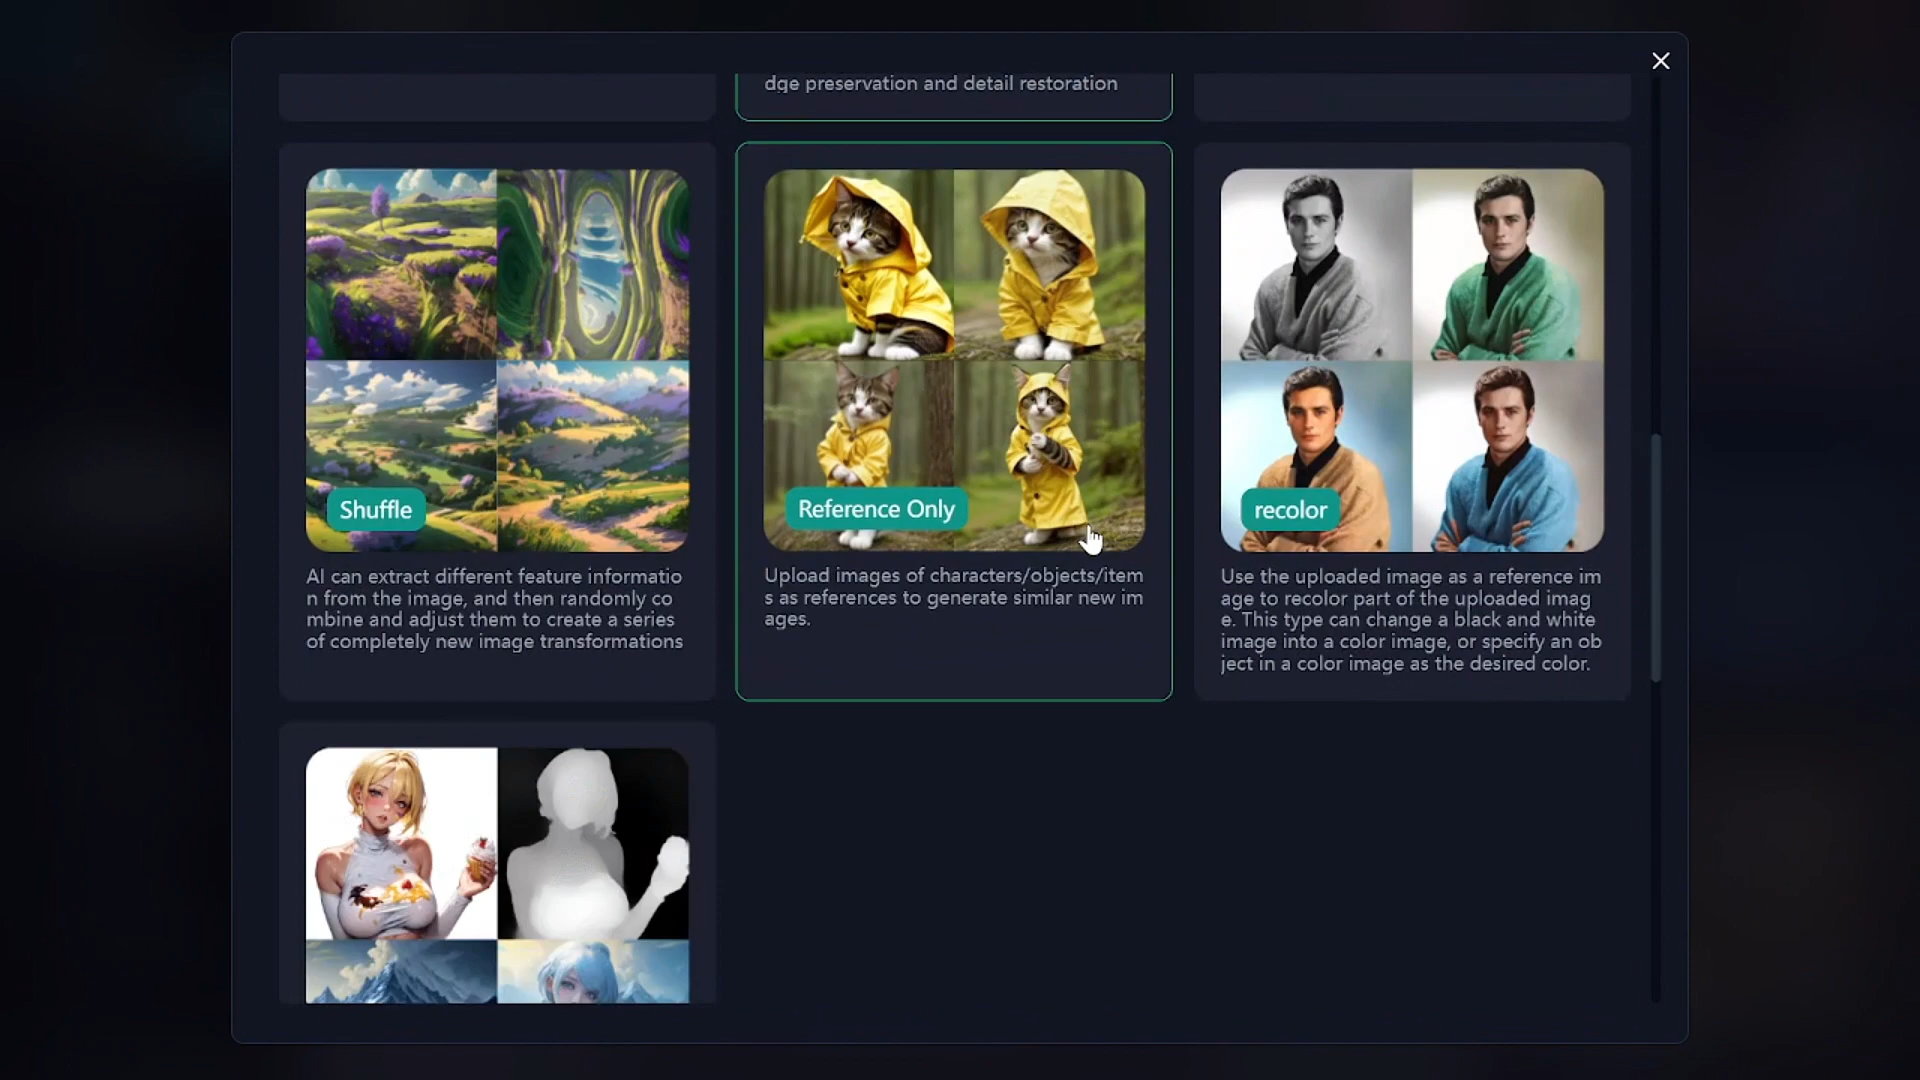 dge preservation and detail restoration
Shuffle
AI can extract different feature informatio
n from the image, and then randomly co
mbine and adjust them to create a series
of completely new image transformations
Reference Only
Upload images of characters/objects/item
s as references to generate similar new im
ages.
recolor
Use the uploaded image as a reference im
age to recolor part of the uploaded imag
e. This type can change a black and white
image into a color image, or specify an ob
ject in a color image as the desired color.